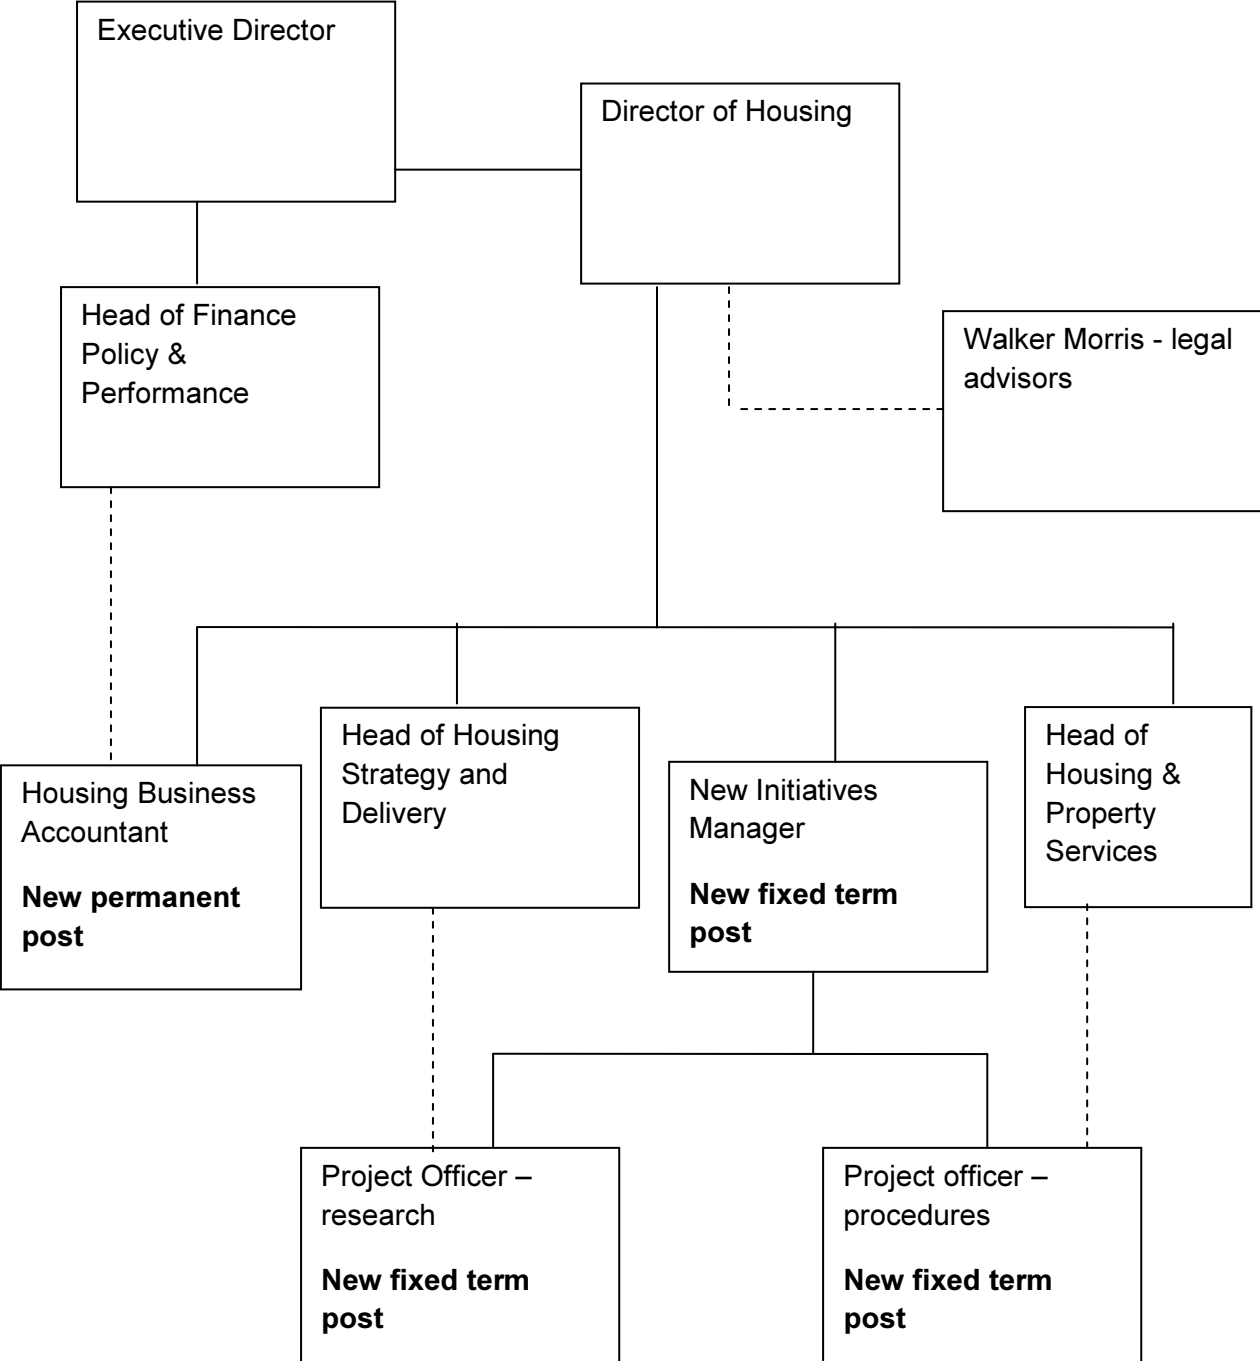 Executive Director
Director of Housing
Head of Finance
Policy &
Performance
Walker Morris - legal
advisors
Housing Business
Accountant
New permanent
post
Head of Housing
Strategy and
Delivery
New Initiatives
Manager
New fixed term
post
Head of
Housing &
Property
Services
Project Officer –
research
New fixed term
post
Project officer –
procedures
New fixed term
post